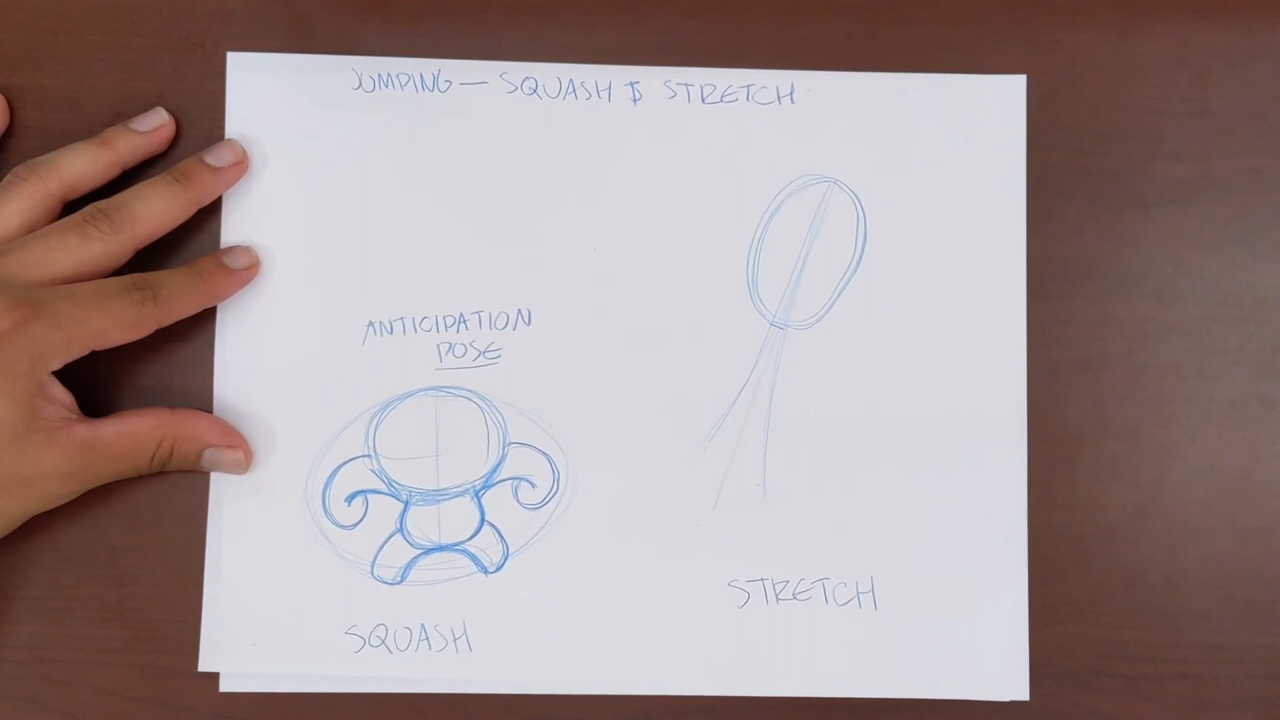 JUMPING — SQUASH & STRETCH
ANTICIPATION
POSE
SQUASH
STRETCH